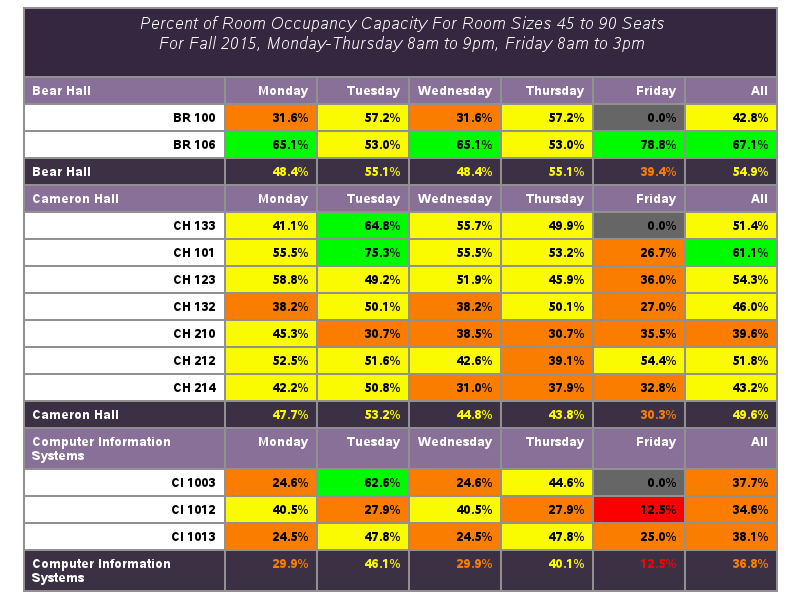 Percent of Room Occupancy Capacity For Room Sizes 45 to 90 Seats
For Fall 2015, Monday-Thursday 8am to 9pm, Friday 8am to 3pm
Bear Hall Monday Tuesday Wednesday Thursday Friday All
BR 100 31.6% 57.2% 31.6% 57.2% 0.0% 42.8%
BR 106 65.1% 53.0% 65.1% 53.0% 78.8% 67.1%
Bear Hall 48.4% 55.1% 48.4% 55.1% 39.4% 54.9%
Cameron Hall Monday Tuesday Wednesday Thursday Friday All
CH 133 41.1% 64.8% 55.7% 49.9% 0.0% 51.4%
CH 101 55.5% 75.3% 55.5% 53.2% 26.7% 61.1%
CH 123 58.8% 49.2% 51.9% 45.9% 36.0% 54.3%
CH 132 38.2% 50.1% 38.2% 50.1% 27.0% 46.0%
CH 210 45.3% 30.7% 38.5% 30.7% 35.5% 39.6%
CH 212 52.5% 51.6% 42.6% 39.1% 54.4% 51.8%
CH 214 42.2% 50.8% 31.0% 37.9% 32.8% 43.2%
Cameron Hall 47.7% 53.2% 44.8% 43.8% 30.3% 49.6%
Computer Information Monday Tuesday Wednesday Thursday Friday All
Systems
CI 1003 24.6% 62.6% 24.6% 44.6% 0.0% 37.7%
CI 1012 40.5% 27.9% 40.5% 27.9% 12.5% 34.6%
CI 1013 24.5% 47.8% 24.5% 47.8% 25.0% 38.1%
Computer Information 29.9% 46.1% 29.9% 40.1% 12.5% 36.8%
Systems